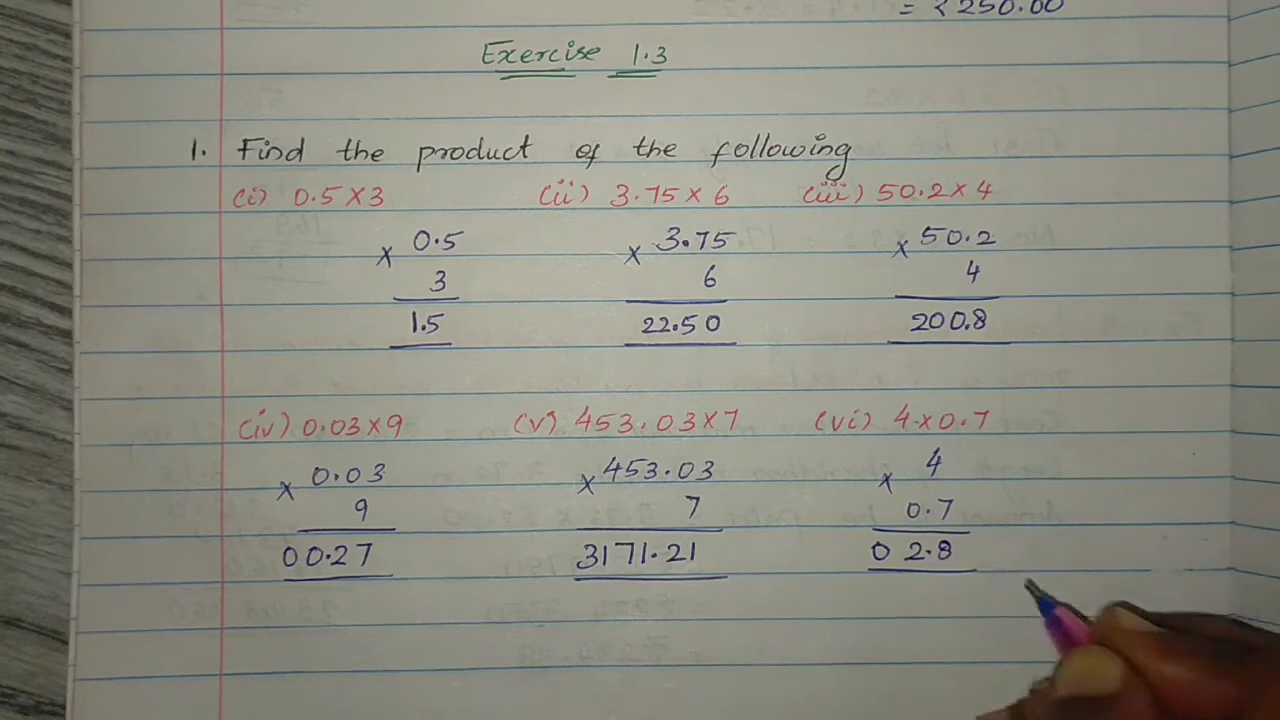 = ₹250.00
Exercise 1.3
1. Find the product of the following
(i) 0.5 × 3 (ii) 3.75 × 6 (iii) 50.2 × 4
× 0.5 × 3.75 × 50.2
3 6 4
1.5 22.50 200.8
(iv) 0.03 × 9 (v) 453.03 × 7 (vi) 4 × 0.7
× 0.03 × 453.03 × 4
9 7 0.7
00.27 3171.21 02.8